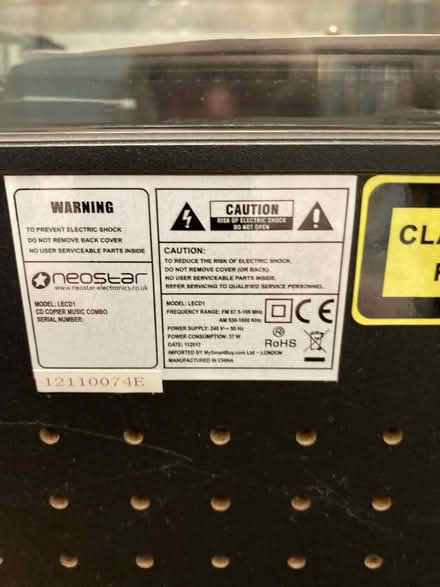 WARNING
TO PREVENT ELECTRIC SHOCK
DO NOT REMOVE BACK COVER
NO USER SERVICEABLE PARTS INSIDE
neostar
www.neostar-electronics.co.uk
MODEL: LECD1
CD COPIER MUSIC COMBO
SERIAL NUMBER:
12110074E
CAUTION
RISK OF ELECTRIC SHOCK
DO NOT OPEN
CAUTION:
TO REDUCE THE RISK OF ELECTRIC SHOCK,
DO NOT REMOVE COVER (OR BACK).
NO USER SERVICEABLE PARTS INSIDE.
REFER SERVICING TO QUALIFIED SERVICE PERSONNEL.
MODEL: LECD1
FREQUENCY RANGE: FM 87.5-108 MHz
AM 530-1600 KHz
POWER SUPPLY: 240 V~ 50 Hz
POWER CONSUMPTION: 37 W
DATE: 112012
IMPORTED BY MySmartBuy.com Ltd - LONDON
MANUFACTURED IN CHINA
CE
RoHS
CLA